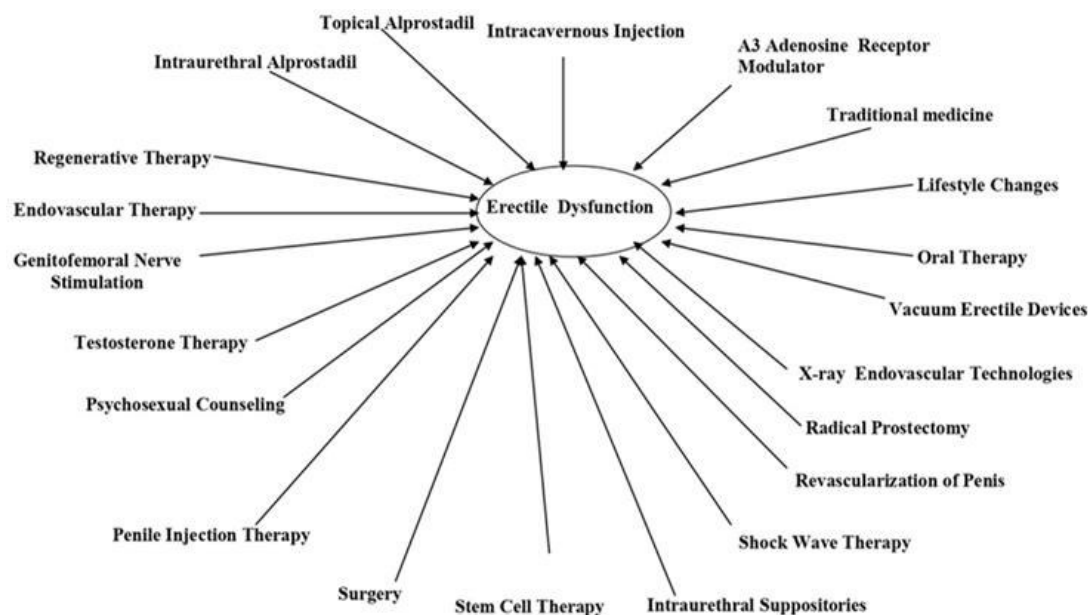 Topical Alprostadil
Intracavernous Injection
A3 Adenosine Receptor
Modulator
Intraurethral Alprostadil
Traditional medicine
Regenerative Therapy
Lifestyle Changes
Endovascular Therapy
Erectile Dysfunction
Genitofemoral Nerve
Stimulation
Oral Therapy
Vacuum Erectile Devices
Testosterone Therapy
X-ray Endovascular Technologies
Psychosexual Counseling
Radical Prostectomy
Revascularization of Penis
Penile Injection Therapy
Shock Wave Therapy
Surgery
Stem Cell Therapy
Intraurethral Suppositories